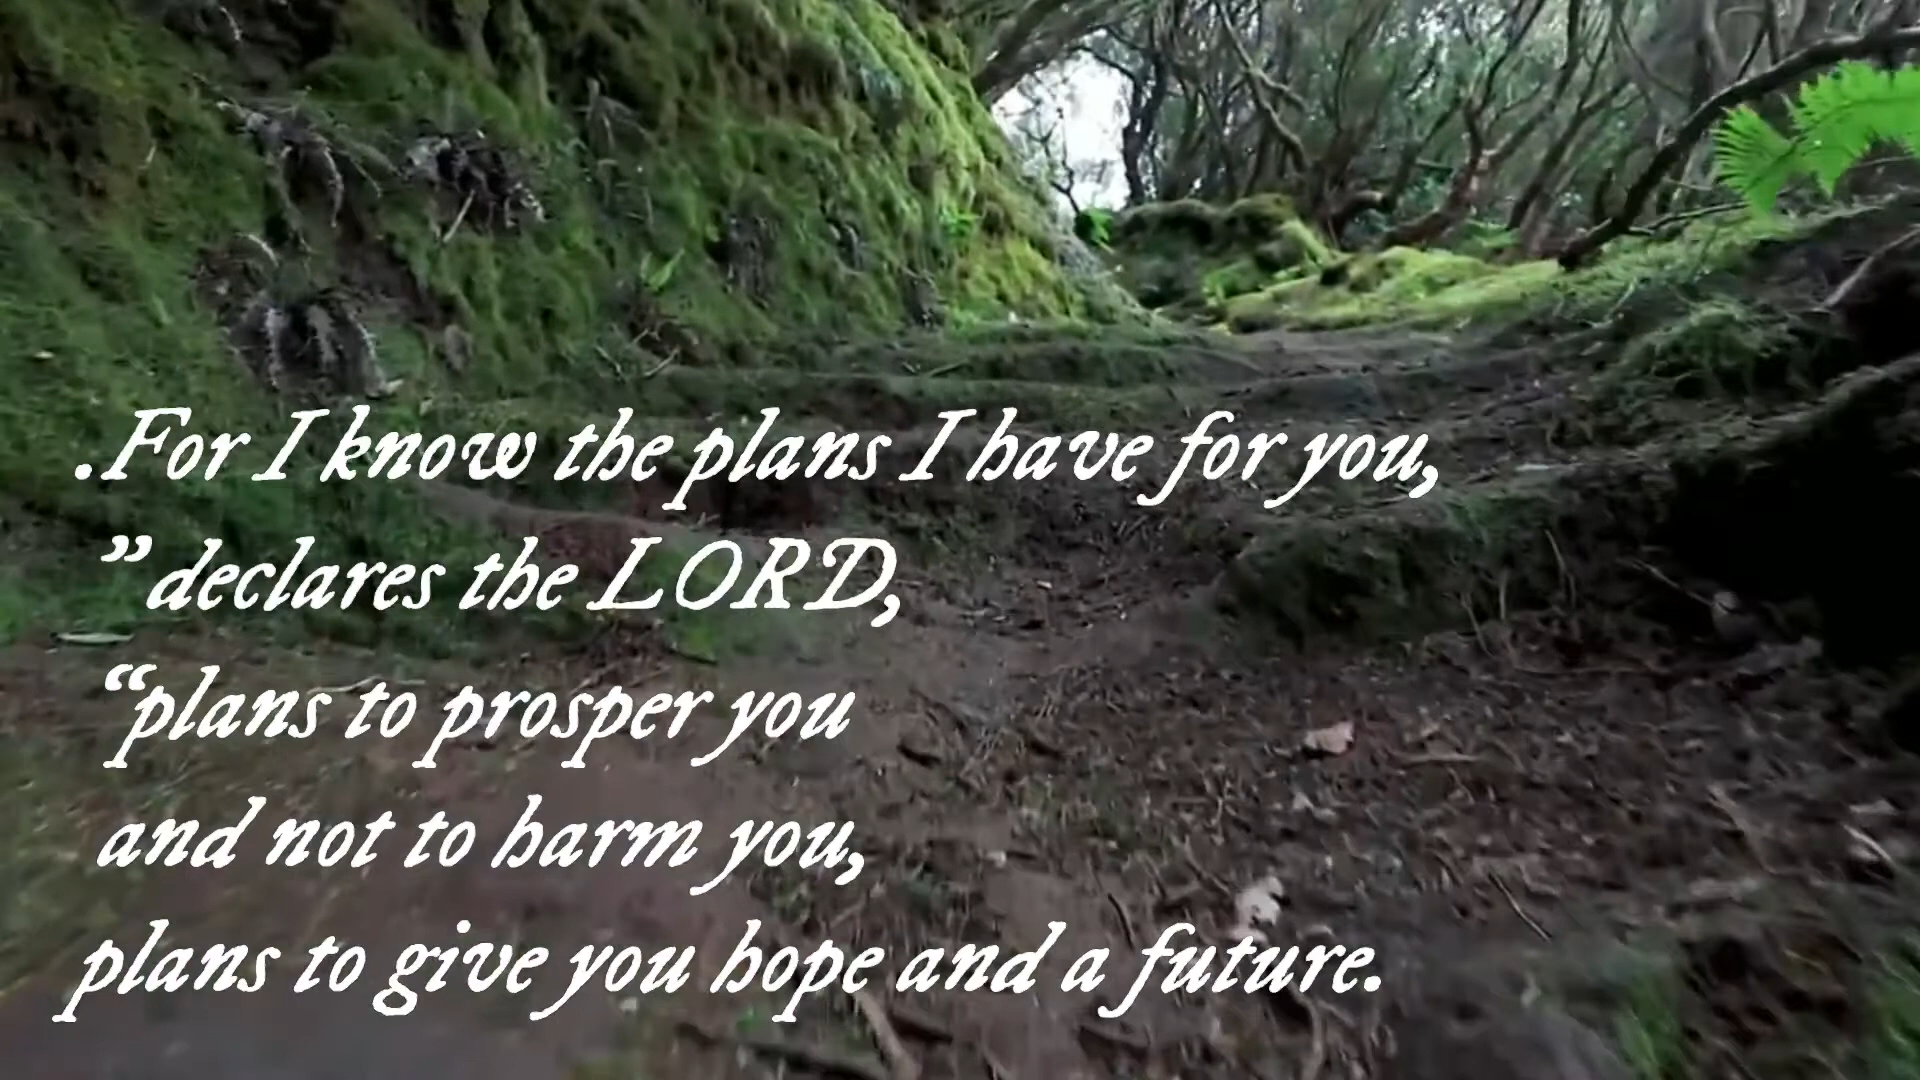 .For I know the plans I have for you,
” declares the LORD,
“plans to prosper you
and not to harm you,
plans to give you hope and a future.